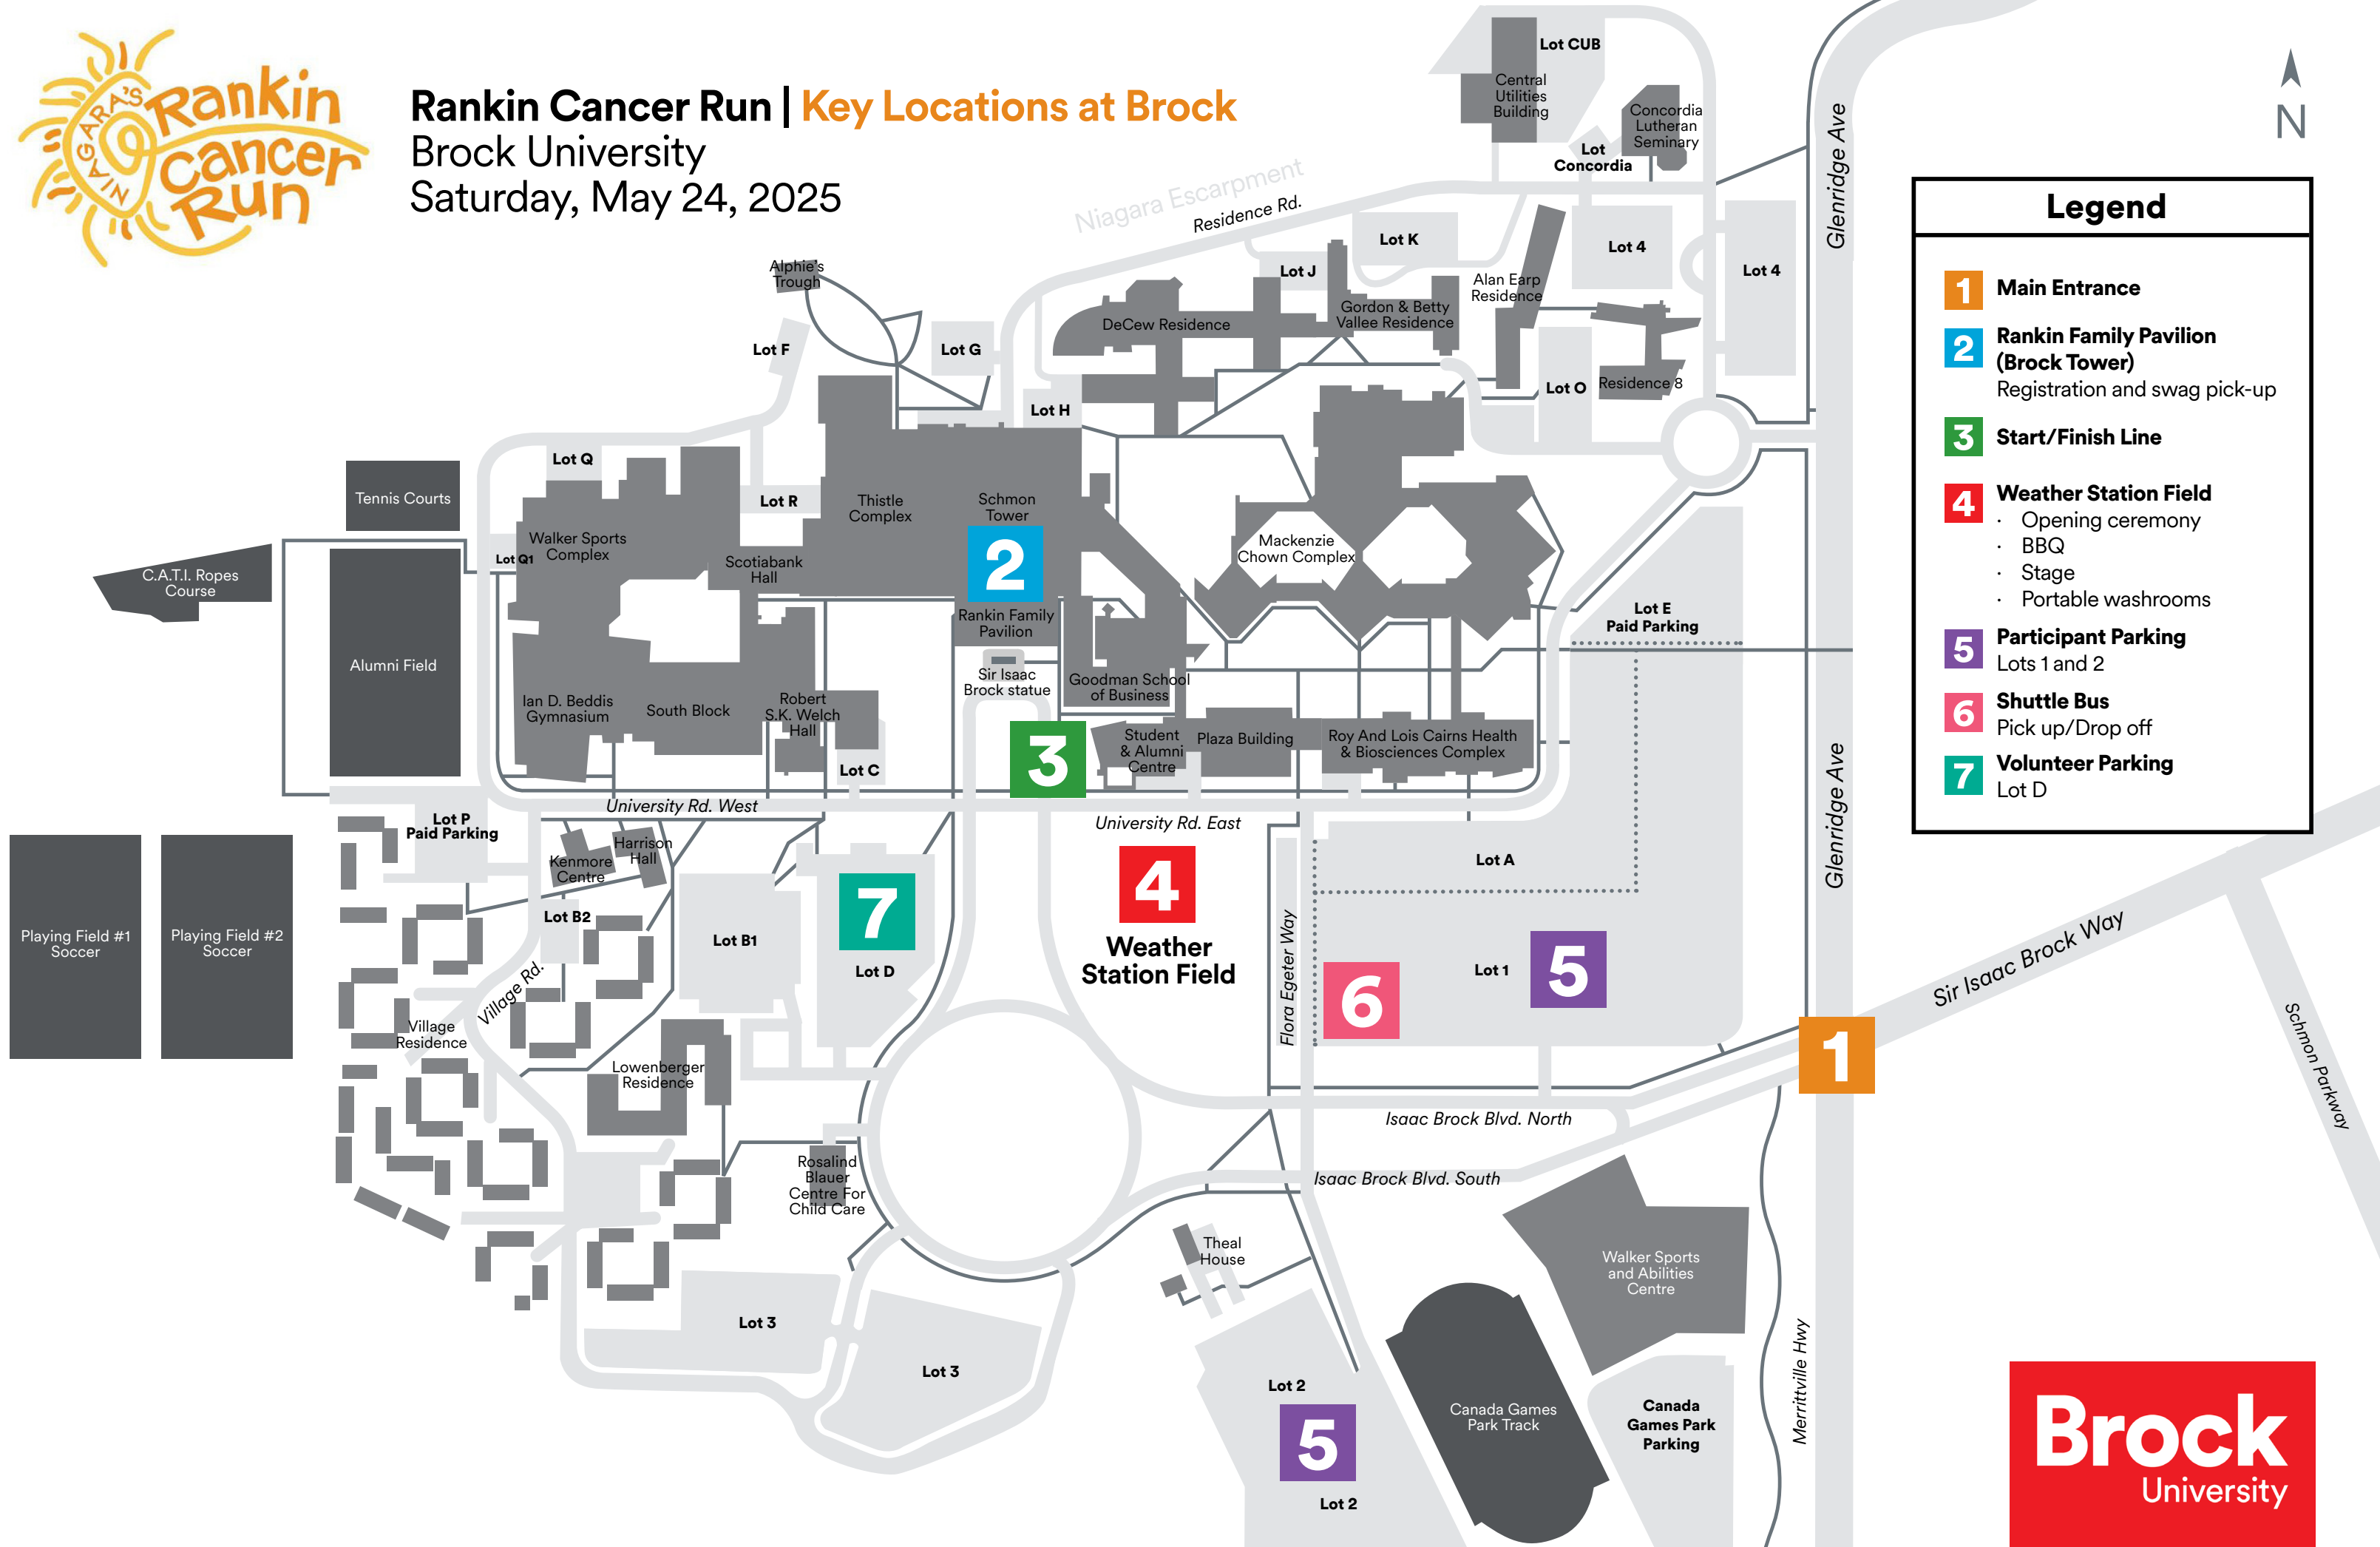 NIAGARA'S
Rankin
Cancer
Run
Rankin Cancer Run | Key Locations at Brock
Brock University
Saturday, May 24, 2025
N
Legend
1 Main Entrance
2 Rankin Family Pavilion
(Brock Tower)
Registration and swag pick-up
3 Start/Finish Line
4 Weather Station Field
· Opening ceremony
· BBQ
· Stage
· Portable washrooms
5 Participant Parking
Lots 1 and 2
6 Shuttle Bus
Pick up/Drop off
7 Volunteer Parking
Lot D
Lot CUB
Central
Utilities
Building
Concordia
Lutheran
Seminary
Lot
Concordia
Glenridge Ave
Niagara Escarpment
Residence Rd.
Lot K
Lot 4
Lot 4
Lot J
Alan Earp
Residence
Gordon & Betty
Vallee Residence
DeCew Residence
Alphie's
Trough
Lot F
Lot G
Lot H
Lot O
Residence 8
Lot Q
Tennis Courts
Lot R
Thistle
Complex
Schmon
Tower
2
Walker Sports
Complex
Lot Q1
Scotiabank
Hall
Mackenzie
Chown Complex
C.A.T.I. Ropes
Course
Rankin Family
Pavilion
Lot E
Paid Parking
Alumni Field
Sir Isaac
Brock statue
Goodman School
of Business
Ian D. Beddis
Gymnasium
South Block
Robert
S.K. Welch
Hall
3
Student
& Alumni
Centre
Plaza Building
Roy And Lois Cairns Health
& Biosciences Complex
Lot C
University Rd. West
University Rd. East
Glenridge Ave
Lot P
Paid Parking
Kenmore
Centre
Harrison
Hall
Lot A
4
Weather
Station Field
7
Lot D
Lot B1
Lot B2
Playing Field #1
Soccer
Playing Field #2
Soccer
Village Rd.
Village
Residence
Flora Egeter Way
6
Lot 1
5
Sir Isaac Brock Way
Schmon Parkway
1
Lowenberger
Residence
Isaac Brock Blvd. North
Isaac Brock Blvd. South
Rosalind
Blauer
Centre For
Child Care
Theal
House
Walker Sports
and Abilities
Centre
Lot 3
Lot 3
Lot 2
5
Lot 2
Canada Games
Park Track
Canada
Games Park
Parking
Merrittville Hwy
Brock
University